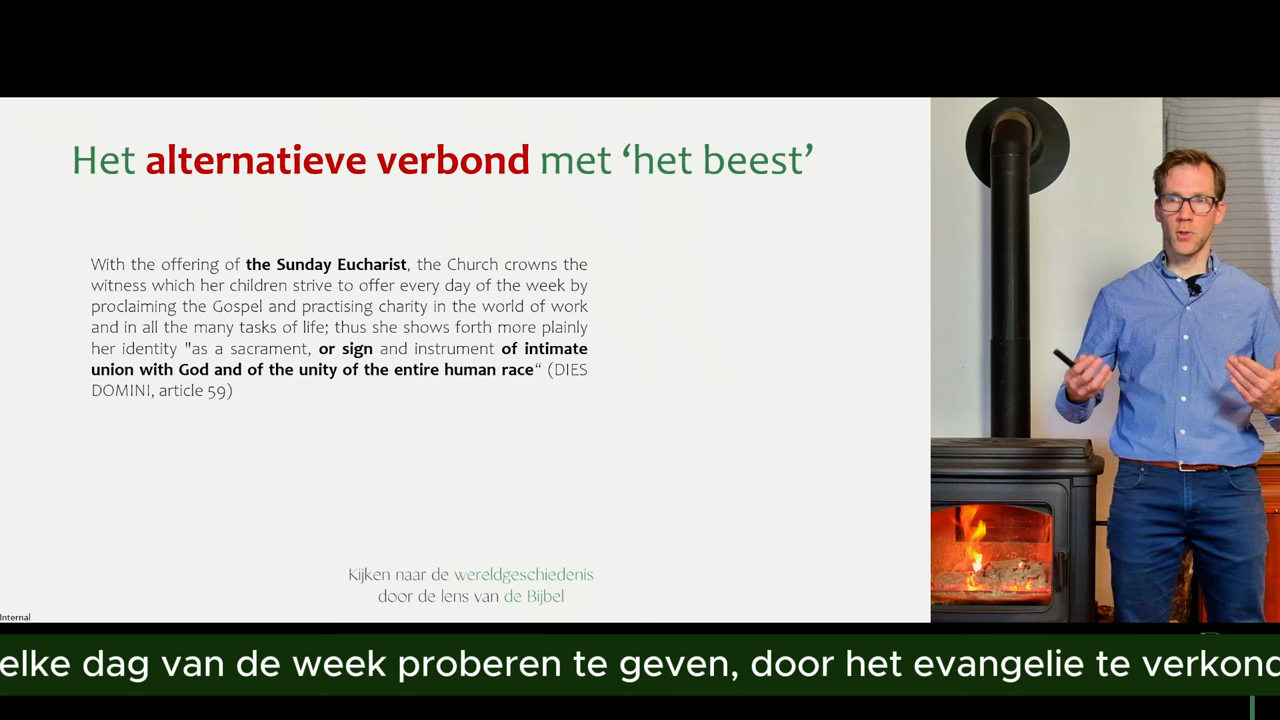 Het alternatieve verbond met ‘het beest’
With the offering of the Sunday Eucharist, the Church crowns the
witness which her children strive to offer every day of the week by
proclaiming the Gospel and practising charity in the world of work
and in all the many tasks of life; thus she shows forth more plainly
her identity "as a sacrament, or sign and instrument of intimate
union with God and of the unity of the entire human race“ (DIES
DOMINI, article 59)
Kijken naar de wereldgeschiedenis
door de lens van de Bijbel
Internal
elke dag van de week proberen te geven, door het evangelie te verkond